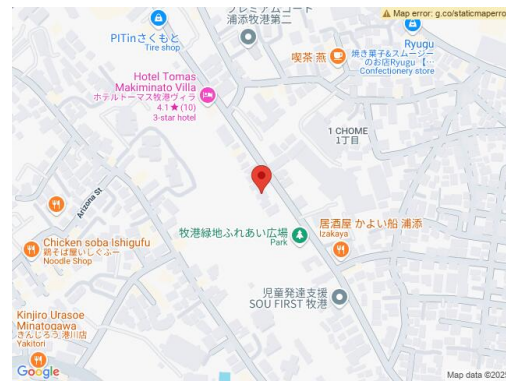 プレミアムコート
浦添牧港第二
Map error: g.co/staticmaperro
PITinさくもと
Tire shop
Ryugu
焼き菓子&スムージー
のお店Ryugu 【...
Confectionery store
喫茶 燕
Hotel Tomas
Makiminato Villa
ホテルトーマス牧港ヴィラ
4.1★ (10)
3-star hotel
1 CHOME
1丁目
Arizona St
牧港緑地ふれあい広場
Park
居酒屋 かよい船 浦添
Izakaya
Chicken soba Ishigufu
鶏そば屋いしぐふー
Noodle Shop
児童発達支援
SOU FIRST 牧港
Kinjiro Urasoe
Minatogawa
きんじろう 港川店
Yakitori
Google
Map data ©2025